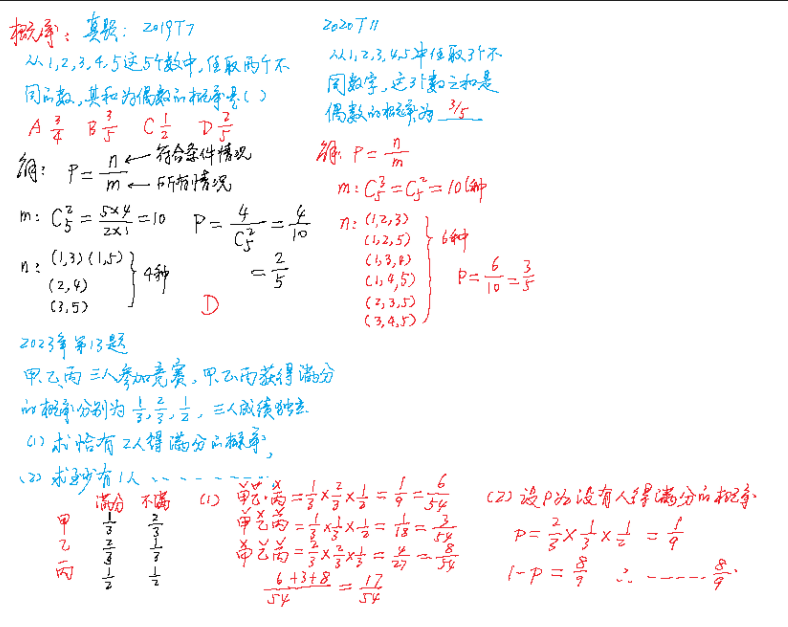 概率: 真题: 2019T7
从1,2,3,4,5这5个数中,任取两个不
同的数,其和为偶数的概率是( )
A 3/4 B 3/5 C 1/2 D 2/5
解: P = n/m ← 符合条件情况
← 所有情况
m: C₅² = 5×4/2×1 = 10
P = 4/C₅² = 4/10
= 2/5
n: (1,3) (1,5)
(2,4)
(3,5)
} 4种
D
2020T11
从1,2,3,4,5中任取3个不
同数字,这3个数之和是
偶数的概率为 3/5
解: P = n/m
m: C₅³ = C₅² = 10种
n: (1,2,3)
(1,2,5)
(1,3,4)
(1,4,5)
(2,3,5)
(3,4,5)
} 6种
P = 6/10 = 3/5
2023年第13题
甲、乙、丙三人参加竞赛,甲乙丙获得满分
的概率分别为 1/3, 2/3, 1/2, 三人成绩独立
(1) 求恰有2人得满分的概率,
(2) 求至少有1人 ………
满分 不满
甲 1/3 2/3
乙 2/3 1/3
丙 1/2 1/2
(1) 甲乙丙 = 1/3 × 2/3 × 1/2 = 1/9 = 6/54
甲乙丙 = 1/3 × 1/3 × 1/2 = 1/18 = 3/54
甲乙丙 = 2/3 × 2/3 × 1/3 = 4/27 = 8/54
6+3+8/54 = 17/54
(2) 设P为没有人得满分的概率
P = 2/3 × 1/3 × 1/2 = 1/9
1-P = 8/9 ∴ …… 8/9.